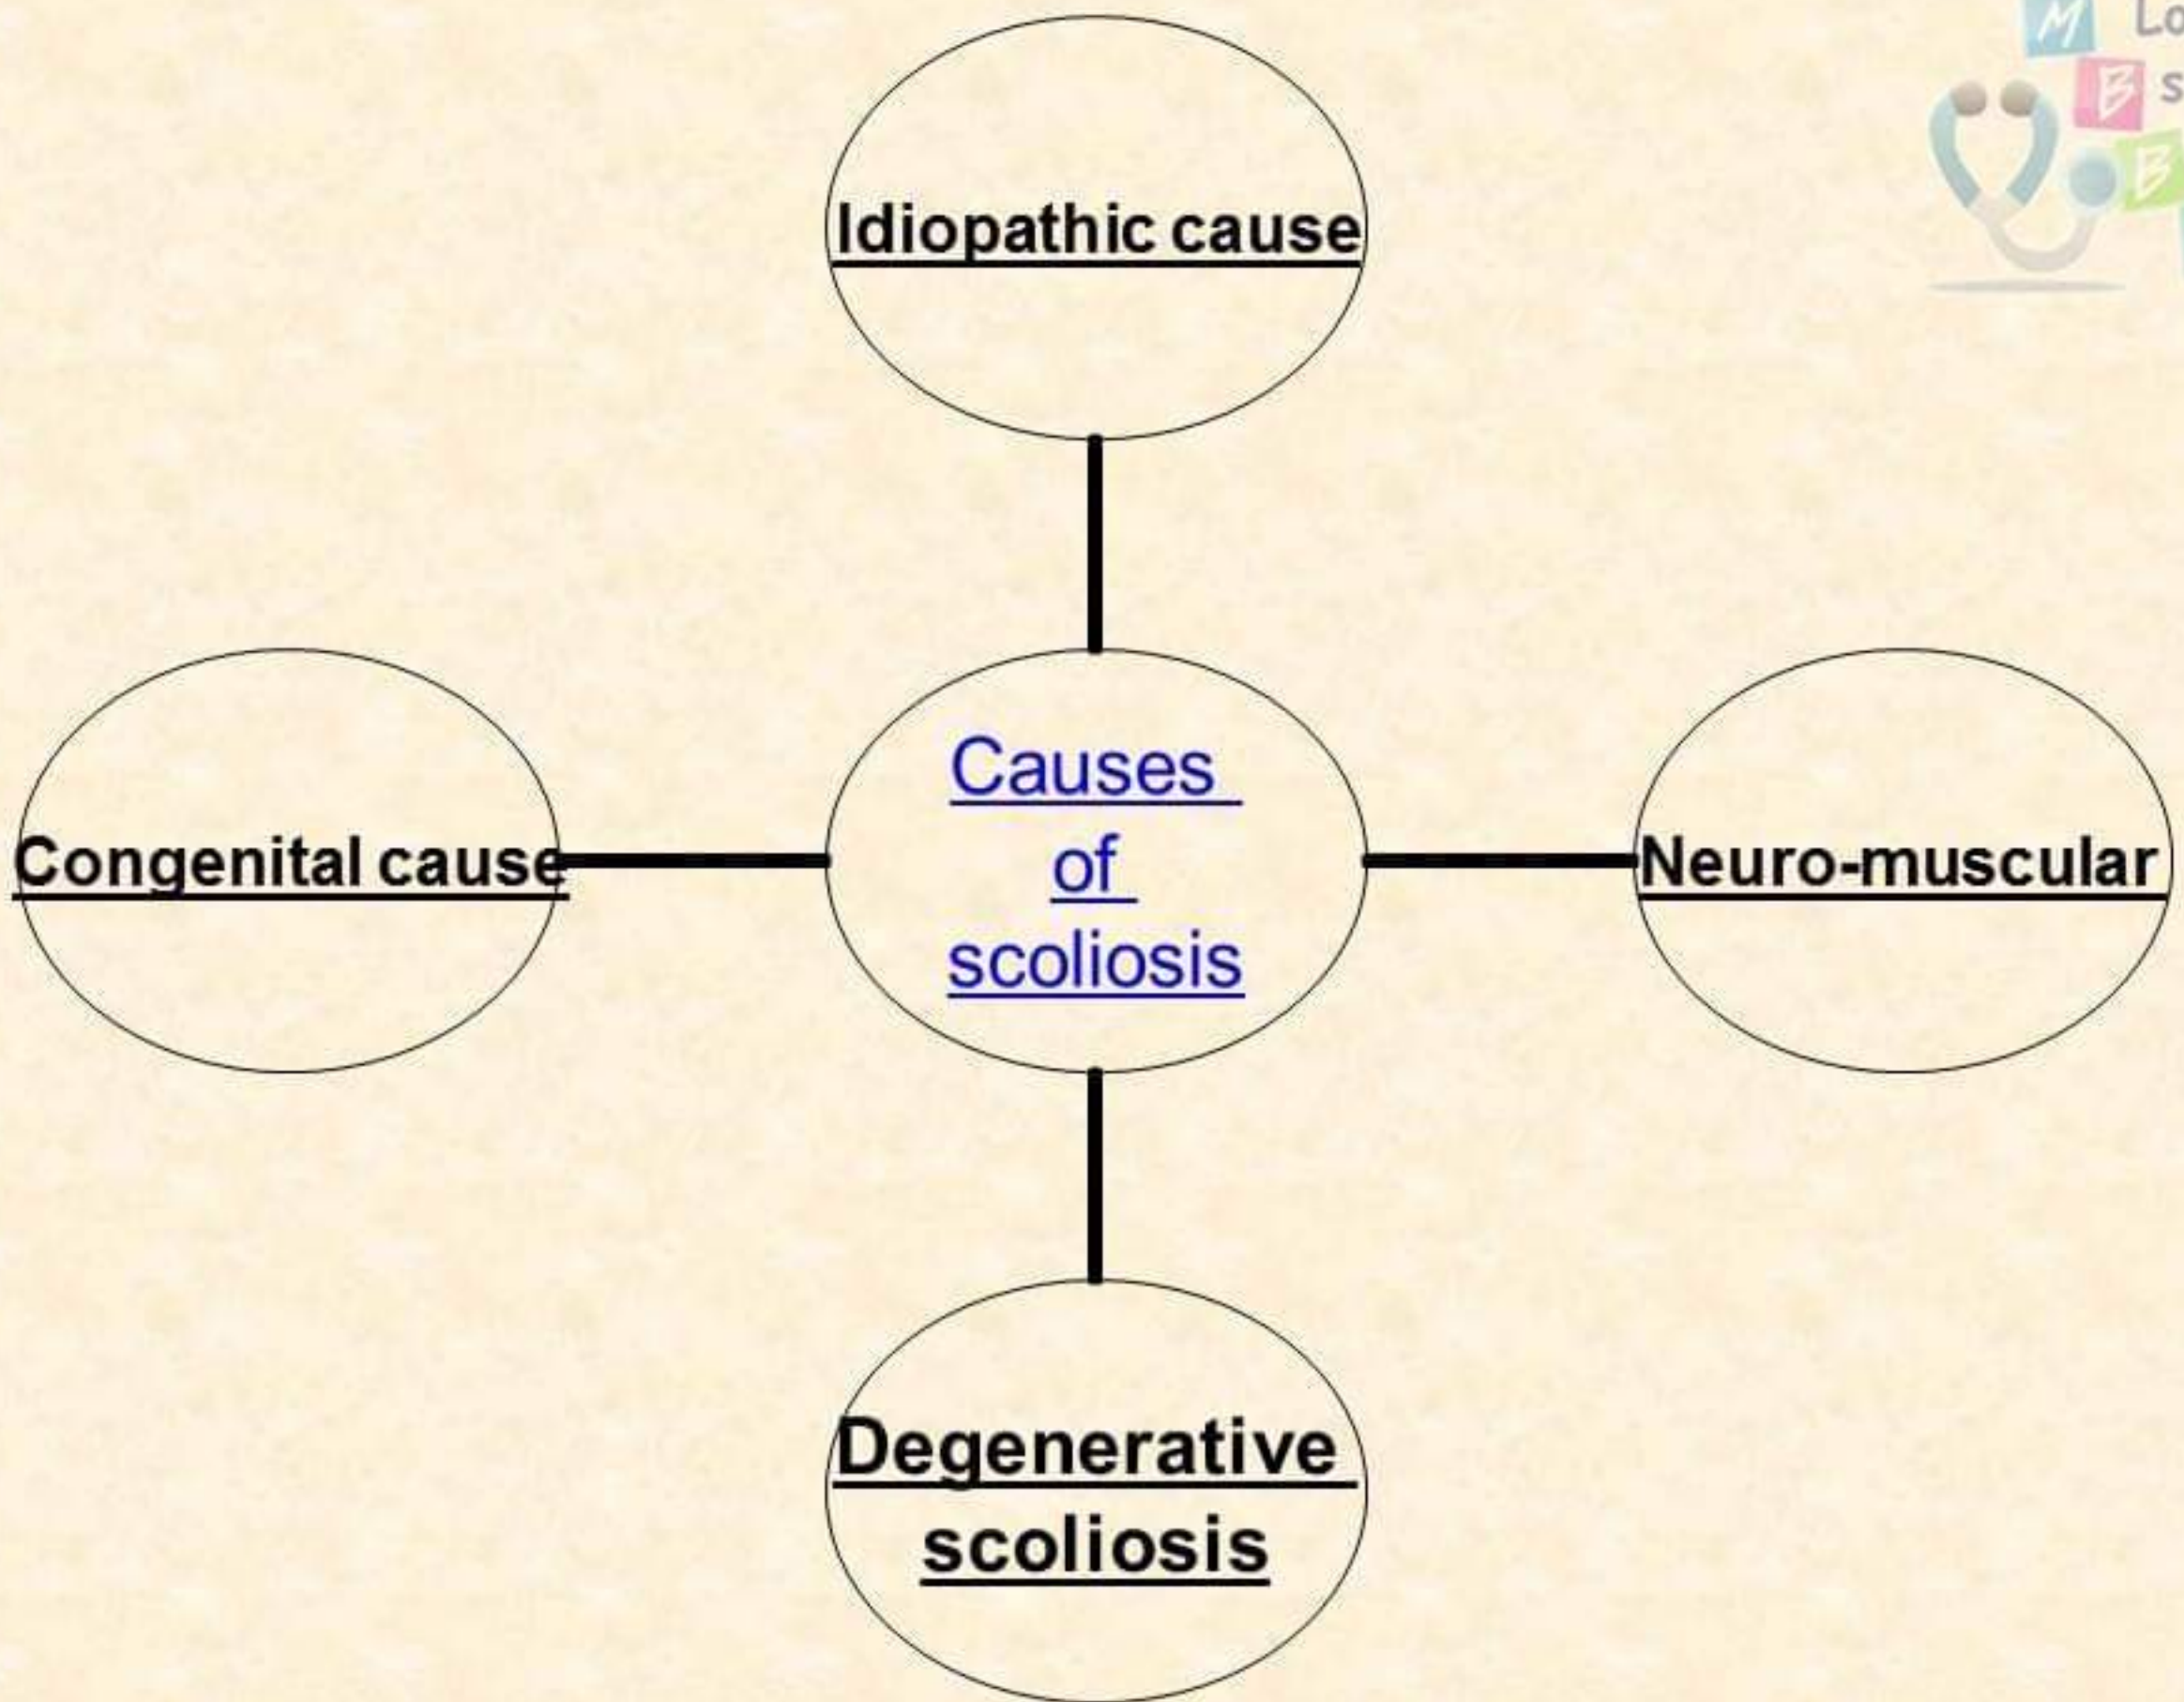 M
B
B
Idiopathic cause
Causes
of
scoliosis
Congenital cause
Neuro-muscular
Degenerative
scoliosis